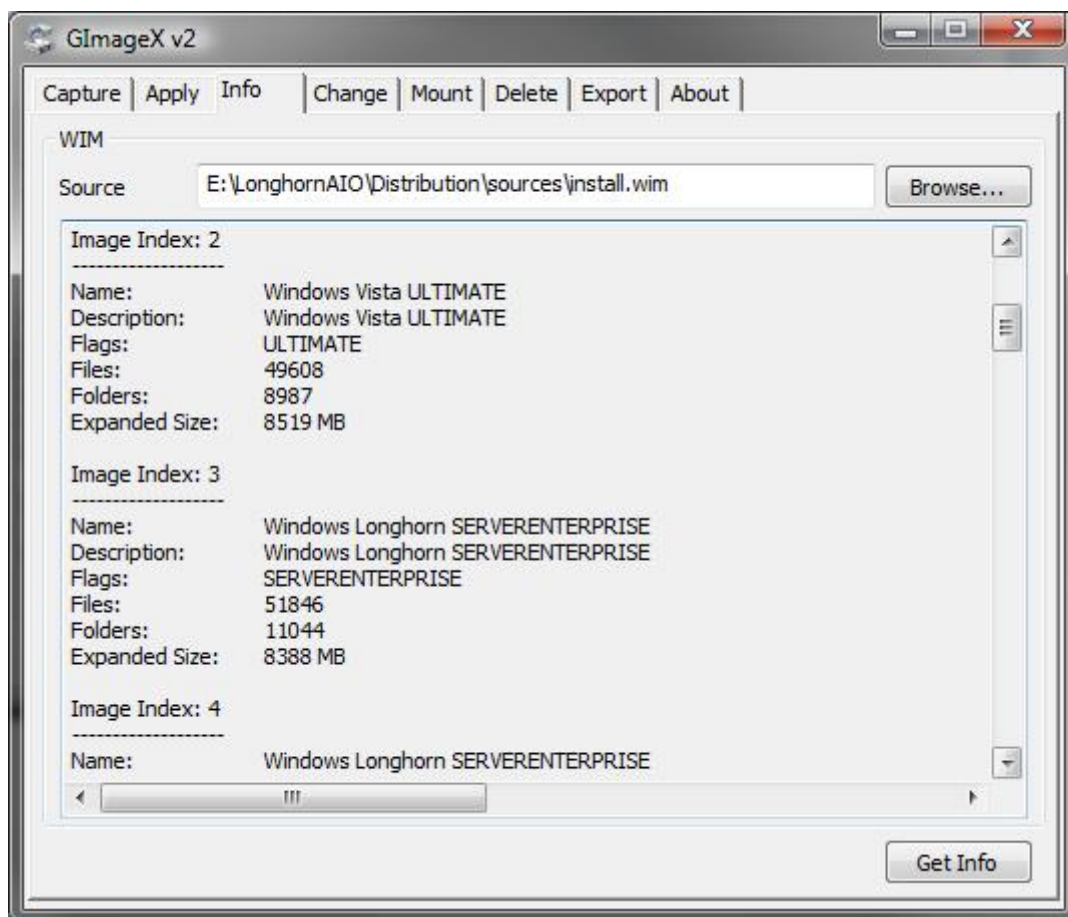 GImageX v2
Capture Apply Info Change Mount Delete Export About
WIM
Source E:\LonghornAIO\Distribution\sources\install.wim Browse...
Image Index: 2
-------------------
Name: Windows Vista ULTIMATE
Description: Windows Vista ULTIMATE
Flags: ULTIMATE
Files: 49608
Folders: 8987
Expanded Size: 8519 MB
Image Index: 3
-------------------
Name: Windows Longhorn SERVERENTERPRISE
Description: Windows Longhorn SERVERENTERPRISE
Flags: SERVERENTERPRISE
Files: 51846
Folders: 11044
Expanded Size: 8388 MB
Image Index: 4
-------------------
Name: Windows Longhorn SERVERENTERPRISE
Get Info